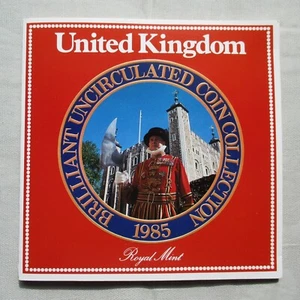 United Kingdom
BRILLIANT UNCIRCULATED COIN COLLECTION
1985
Royal Mint